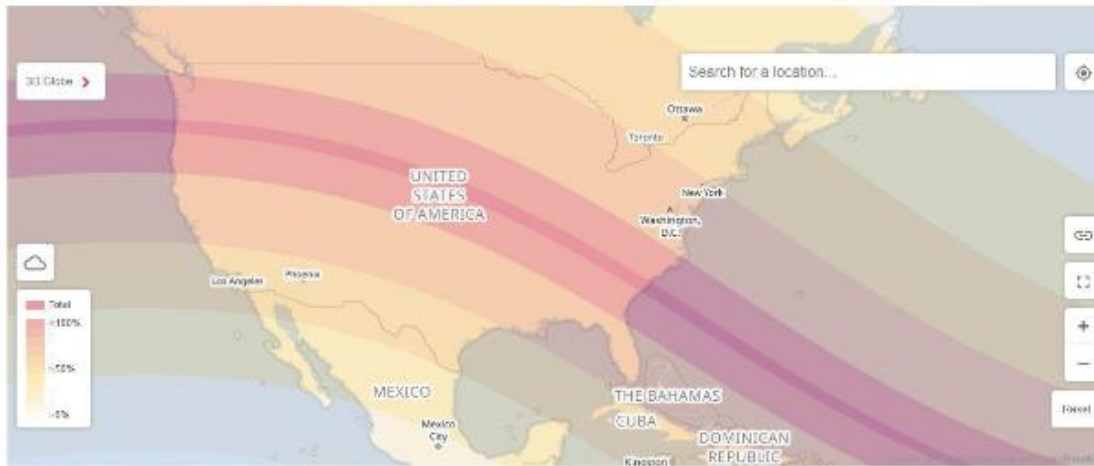 Search for a location...
3D Globe
Ottawa
Toronto
UNITED
STATES
OF AMERICA
New York
Washington,
D.C.
Los Angeles
Phoenix
Total
<100%
>50%
>0%
MEXICO
Mexico
City
THE BAHAMAS
CUBA
DOMINICAN
REPUBLIC
Kingston
Reset